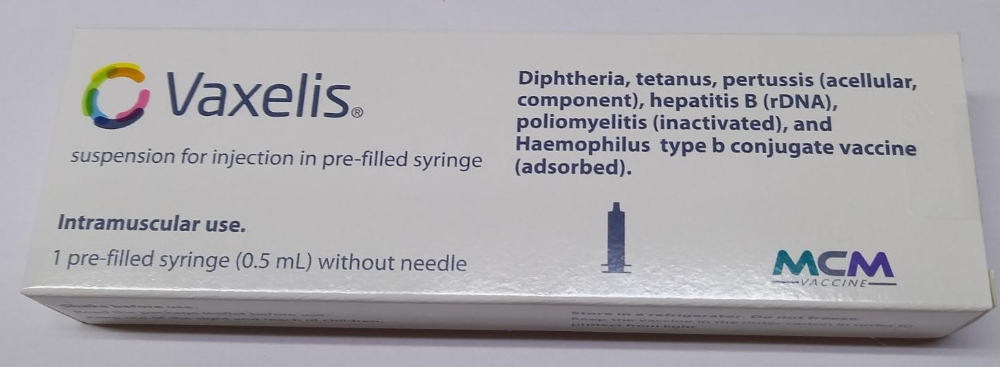 Vaxelis®
suspension for injection in pre-filled syringe
Intramuscular use.
1 pre-filled syringe (0.5 mL) without needle
Diphtheria, tetanus, pertussis (acellular,
component), hepatitis B (rDNA),
poliomyelitis (inactivated), and
Haemophilus type b conjugate vaccine
(adsorbed).
MCM
VACCINE
Shake before use.
Read the package leaflet before use
of the sight and reach of children.
Store in a refrigerator. Do not freeze.
Keep the vaccine in the outer carton in order to
protect from light.